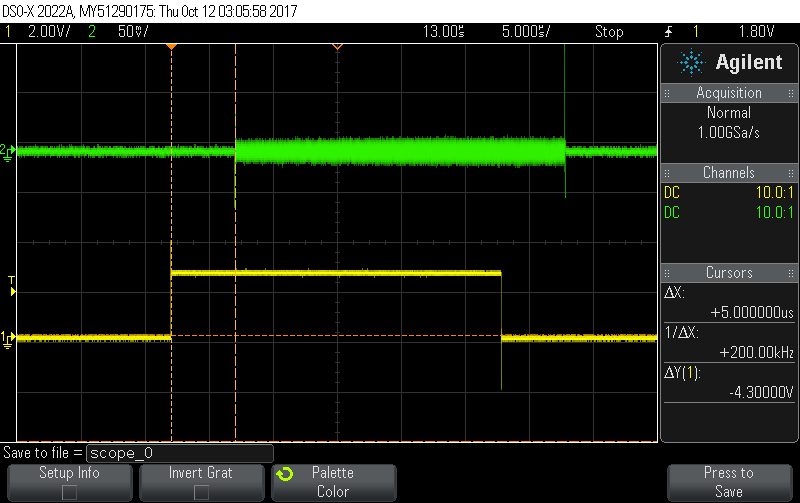 DSO-X 2022A, MY51290175: Thu Oct 12 03:05:58 2017
1 2.00V/ 2 50㎷/ 13.00㎲ 5.000㎲/ Stop 1 1.80V
Agilent
Acquisition
Normal
1.00GSa/s
Channels
DC 10.0:1
DC 10.0:1
Cursors
ΔX:
+5.000000us
1/ΔX:
+200.00kHz
ΔY(1):
-4.30000V
2
T
1
Save to file = scope_0
Setup Info
Invert Grat
Palette
Color
Press to
Save